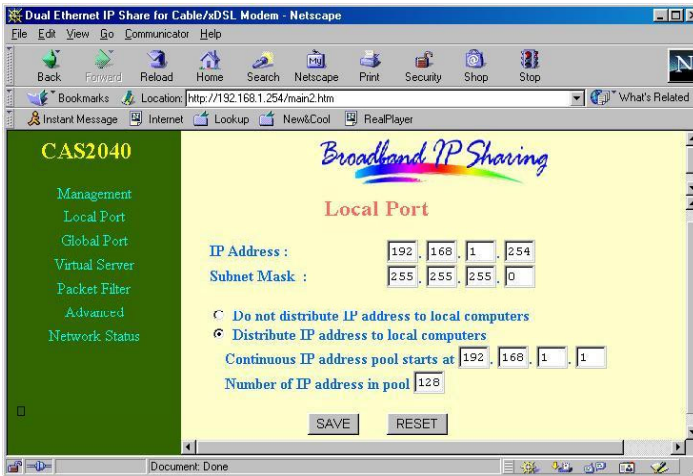 Dual Ethernet IP Share for Cable/xDSL Modem - Netscape
File Edit View Go Communicator Help
Back Forward Reload Home Search Netscape Print Security Shop Stop
Bookmarks Location: http://192.168.1.254/main2.htm What's Related
Instant Message Internet Lookup New&Cool RealPlayer
CAS2040
Management
Local Port
Global Port
Virtual Server
Packet Filter
Advanced
Network Status
Broadband IP Sharing
Local Port
IP Address : 192 . 168 . 1 . 254
Subnet Mask : 255 . 255 . 255 . 0
Do not distribute IP address to local computers
Distribute IP address to local computers
Continuous IP address pool starts at 192 . 168 . 1 . 1
Number of IP address in pool 128
SAVE RESET
Document: Done